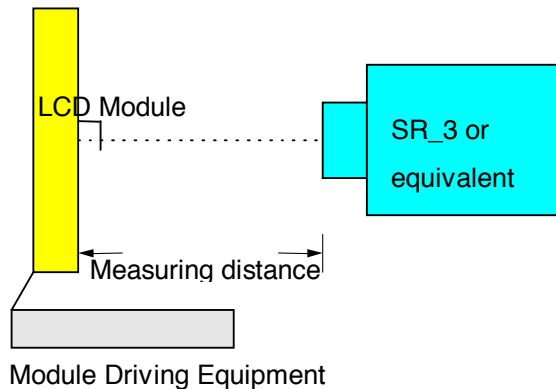 LCD Module
SR_3 or
equivalent
Measuring distance
Module Driving Equipment